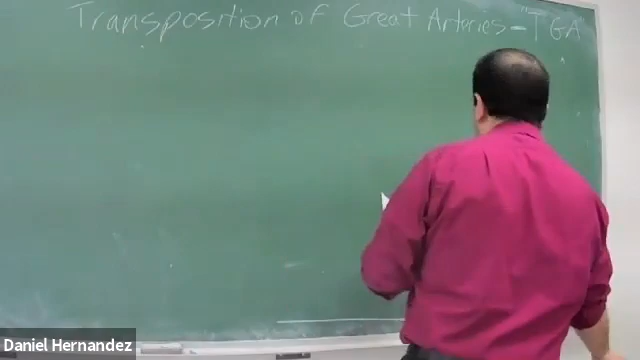 Transposition of Great Arteries - "TGA"
Daniel Hernandez